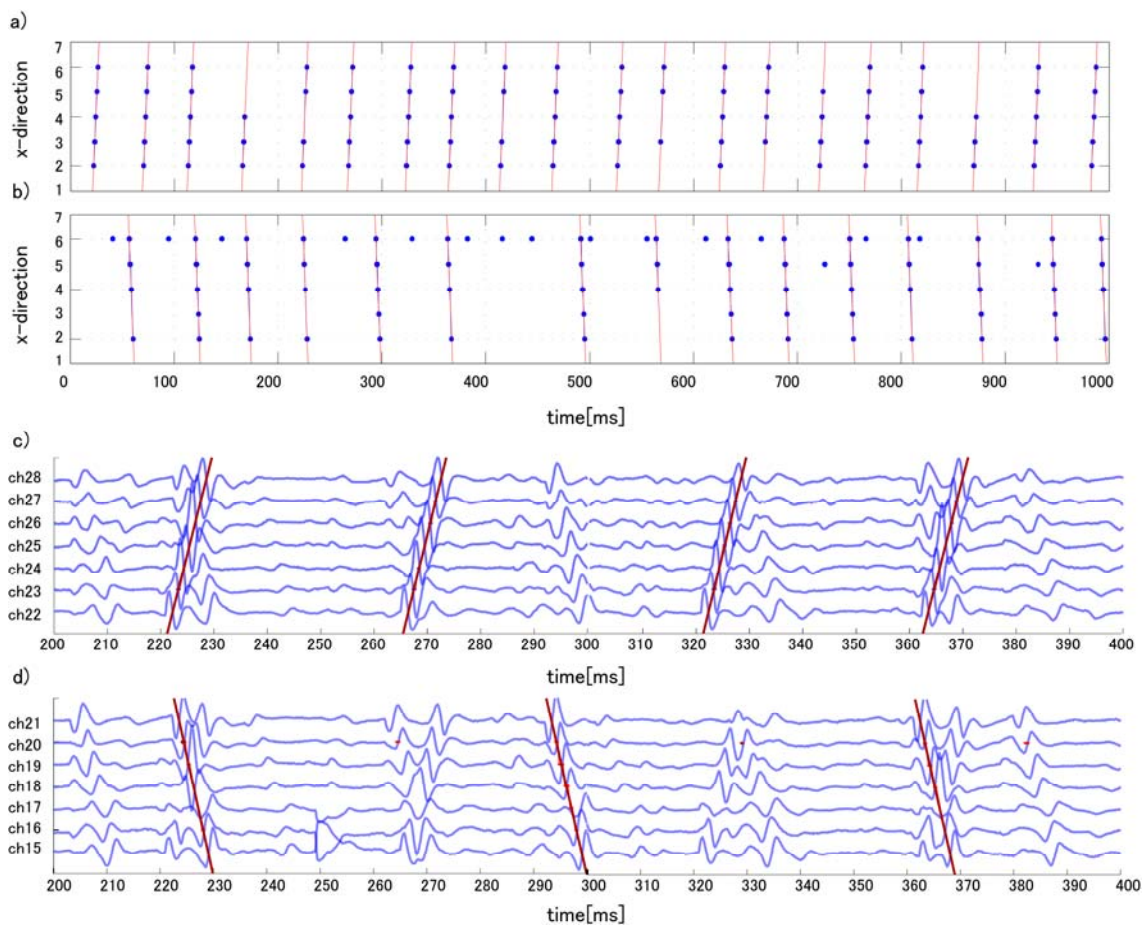 a)
7
6
5
4
3
2
1
x-direction
b)
7
6
5
4
3
2
1
x-direction
0 100 200 300 400 500 600 700 800 900 1000
time[ms]
c)
ch28
ch27
ch26
ch25
ch24
ch23
ch22
200 210 220 230 240 250 260 270 280 290 300 310 320 330 340 350 360 370 380 390 400
time[ms]
d)
ch21
ch20
ch19
ch18
ch17
ch16
ch15
200 210 220 230 240 250 260 270 280 290 300 310 320 330 340 350 360 370 380 390 400
time[ms]